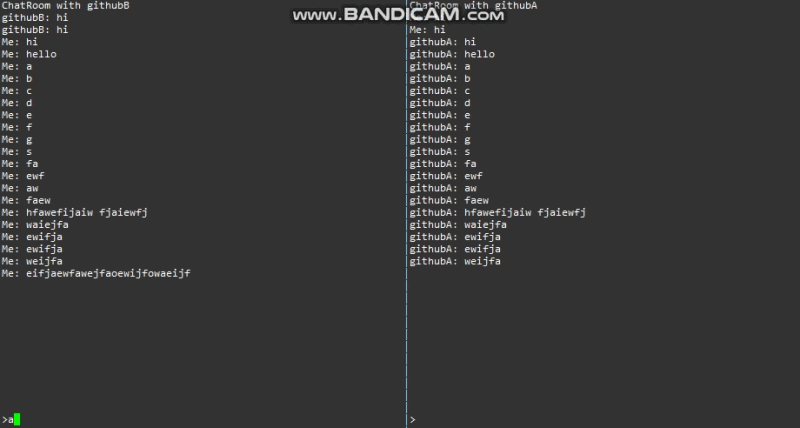 www.BANDICAM.com
ChatRoom with githubB
githubB: hi
githubB: hi
Me: hi
Me: hello
Me: a
Me: b
Me: c
Me: d
Me: e
Me: f
Me: g
Me: s
Me: fa
Me: ewf
Me: aw
Me: faew
Me: hfawefijaiw fjaiewfj
Me: waiejfa
Me: ewifja
Me: ewifja
Me: weijfa
Me: eifjaewfawejfaoewijfowaeijf
>a
ChatRoom with githubA
Me: hi
githubA: hi
githubA: hello
githubA: a
githubA: b
githubA: c
githubA: d
githubA: e
githubA: f
githubA: g
githubA: s
githubA: fa
githubA: ewf
githubA: aw
githubA: faew
githubA: hfawefijaiw fjaiewfj
githubA: waiejfa
githubA: ewifja
githubA: ewifja
githubA: weijfa
>